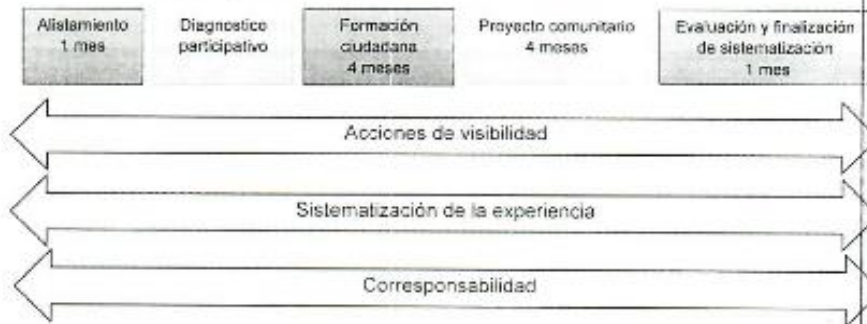 Alistamiento
1 mes
Diagnostico
participativo
Formación
ciudadana
4 meses
Proyecto comunitario
4 meses
Evaluación y finalización
de sistematización
1 mes
Acciones de visibilidad
Sistematización de la experiencia
Corresponsabilidad